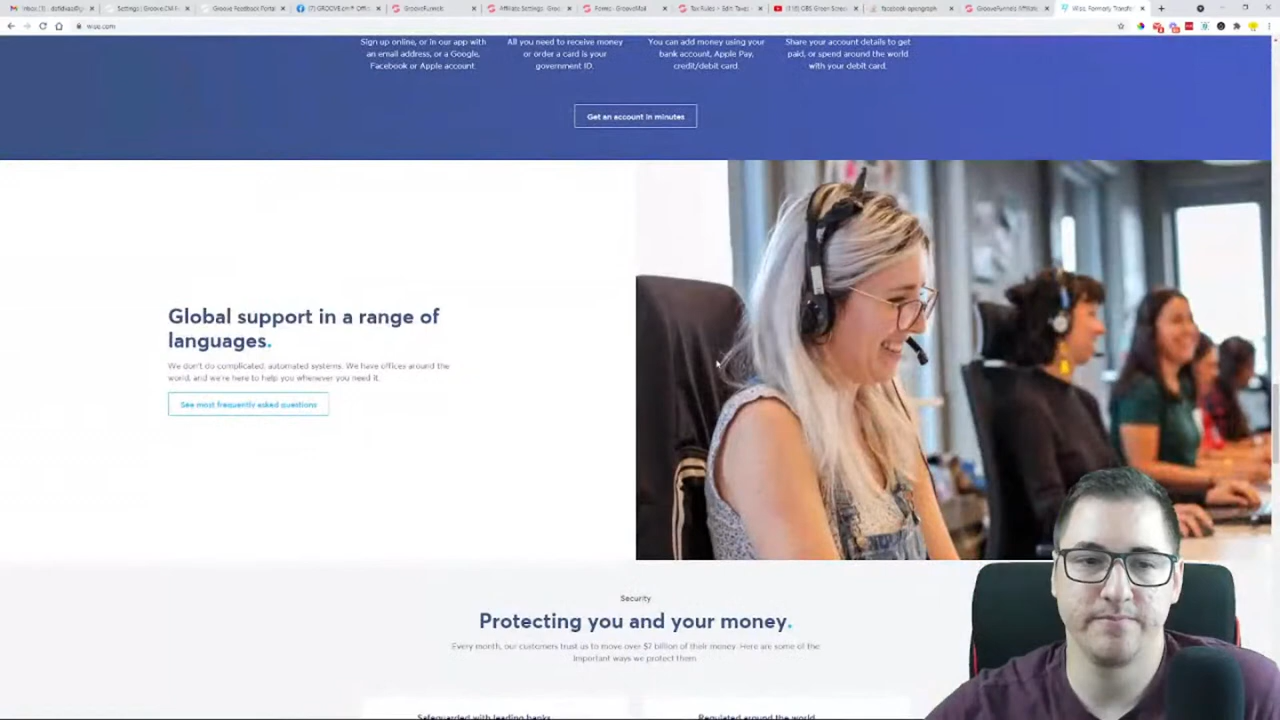 wise.com
Sign up online, or in our app with
an email address, or a Google,
Facebook or Apple account.
All you need to receive money
or order a card is your
government ID.
You can add money using your
bank account, Apple Pay,
credit/debit card.
Share your account details to get
paid, or spend around the world
with your debit card.
Get an account in minutes
Global support in a range of
languages.
We don't do complicated, automated systems. We have offices around the
world, and we're here to help you whenever you need it.
See most frequently asked questions
Security
Protecting you and your money.
Every month, our customers trust us to move over $7 billion of their money. Here are some of the
important ways we protect them.
Safeguarded with leading banks
Regulated around the world